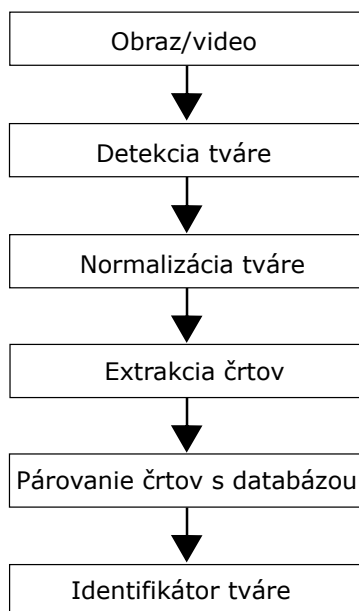 Obraz/video
Detekcia tváre
Normalizácia tváre
Extrakcia črtov
Párovanie črtov s databázou
Identifikátor tváre